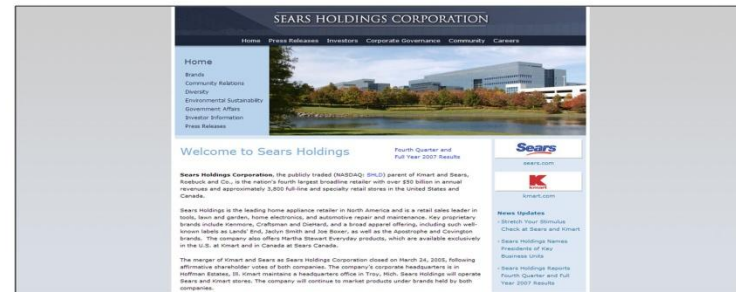 SEARS HOLDINGS CORPORATION
Home Press Releases Investors Corporate Governance Community Careers
Home
Brands
Community Relations
Diversity
Environmental Sustainability
Government Affairs
Investor Information
Press Releases
Welcome to Sears Holdings
Fourth Quarter and
Full Year 2007 Results
Sears Holdings Corporation, the publicly traded (NASDAQ: SHLD) parent of Kmart and Sears,
Roebuck and Co., is the nation's fourth largest broadline retailer with over $50 billion in annual
revenues and approximately 3,800 full-line and specialty retail stores in the United States and
Canada.
Sears Holdings is the leading home appliance retailer in North America and is a retail sales leader in
tools, lawn and garden, home electronics, and automotive repair and maintenance. Key proprietary
brands include Kenmore, Craftsman and DieHard, and a broad apparel offering, including such well-
known labels as Lands' End, Jaclyn Smith and Joe Boxer, as well as the Apostrophe and Covington
brands. The company also offers Martha Stewart Everyday products, which are available exclusively
in the U.S. at Kmart and in Canada at Sears Canada.
The merger of Kmart and Sears as Sears Holdings Corporation closed on March 24, 2005, following
affirmative shareholder votes of both companies. The company's corporate headquarters is in
Hoffman Estates, Ill. Kmart maintains a headquarters office in Troy, Mich. Sears Holdings will operate
Sears and Kmart stores. The company will continue to market products under brands held by both
companies.
Sears
sears.com
K
kmart.com
News Updates
- Stretch Your Stimulus
Check at Sears and Kmart
- Sears Holdings Names
Presidents of Key
Business Units
- Sears Holdings Reports
Fourth Quarter and Full
Year 2007 Results